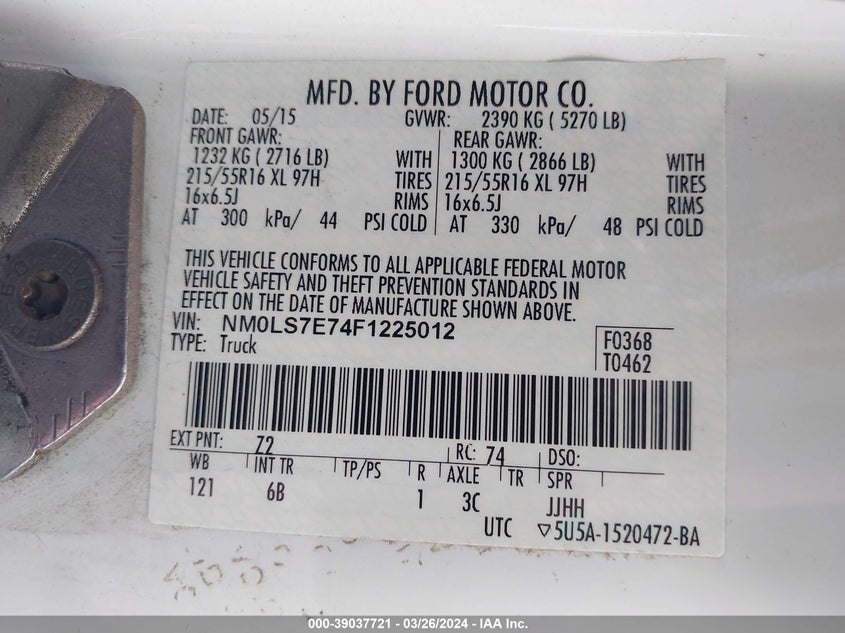 MFD. BY FORD MOTOR CO.
DATE: 05/15 GVWR: 2390 KG ( 5270 LB)
FRONT GAWR: REAR GAWR:
1232 KG ( 2716 LB) WITH 1300 KG ( 2866 LB) WITH
215/55R16 XL 97H TIRES 215/55R16 XL 97H TIRES
16x6.5J RIMS 16x6.5J RIMS
AT 300 kPa/ 44 PSI COLD AT 330 kPa/ 48 PSI COLD
THIS VEHICLE CONFORMS TO ALL APPLICABLE FEDERAL MOTOR
VEHICLE SAFETY AND THEFT PREVENTION STANDARDS IN
EFFECT ON THE DATE OF MANUFACTURE SHOWN ABOVE.
VIN: NM0LS7E74F1225012 F0368
TYPE: Truck T0462
EXT PNT: Z2 RC: 74 DSO:
WB INT TR TP/PS R AXLE TR SPR
121 6B 1 3C JJHH
UTC ▽5U5A-1520472-BA
000-39037721 - 03/26/2024 - IAA Inc.